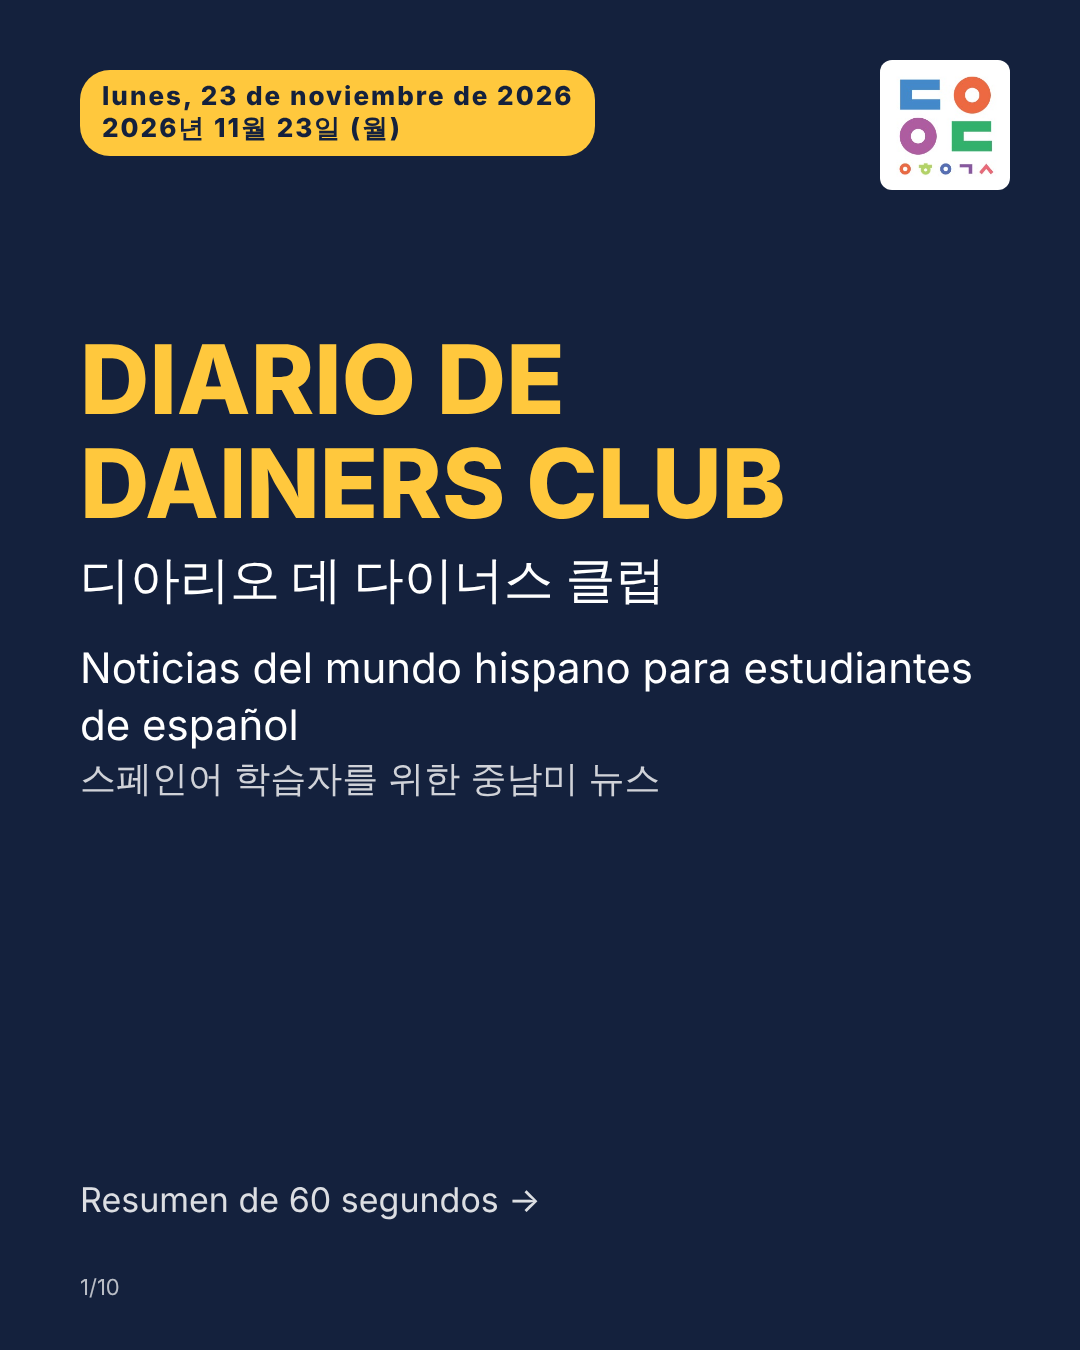 lunes, 23 de noviembre de 2026
2026년 11월 23일 (월)
ㄷㅇ
ㅇㄷ
ㅇㅎㅇㄱㅅ
DIARIO DE
DAINERS CLUB
디아리오 데 다이너스 클럽
Noticias del mundo hispano para estudiantes
de español
스페인어 학습자를 위한 중남미 뉴스
Resumen de 60 segundos →
1/10